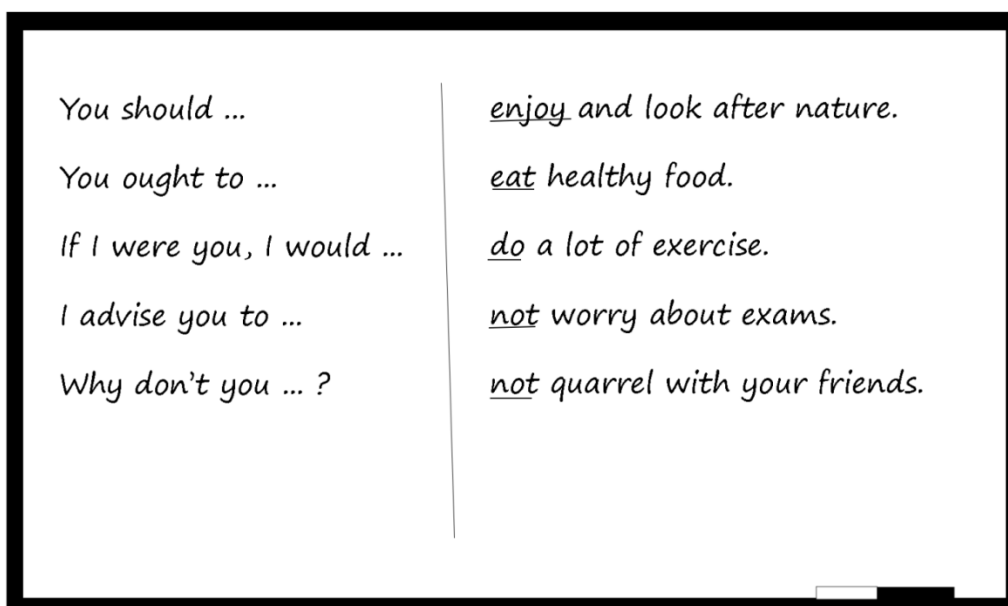 You should ...
You ought to ...
If I were you, I would ...
I advise you to ...
Why don't you ... ?
enjoy and look after nature.
eat healthy food.
do a lot of exercise.
not worry about exams.
not quarrel with your friends.